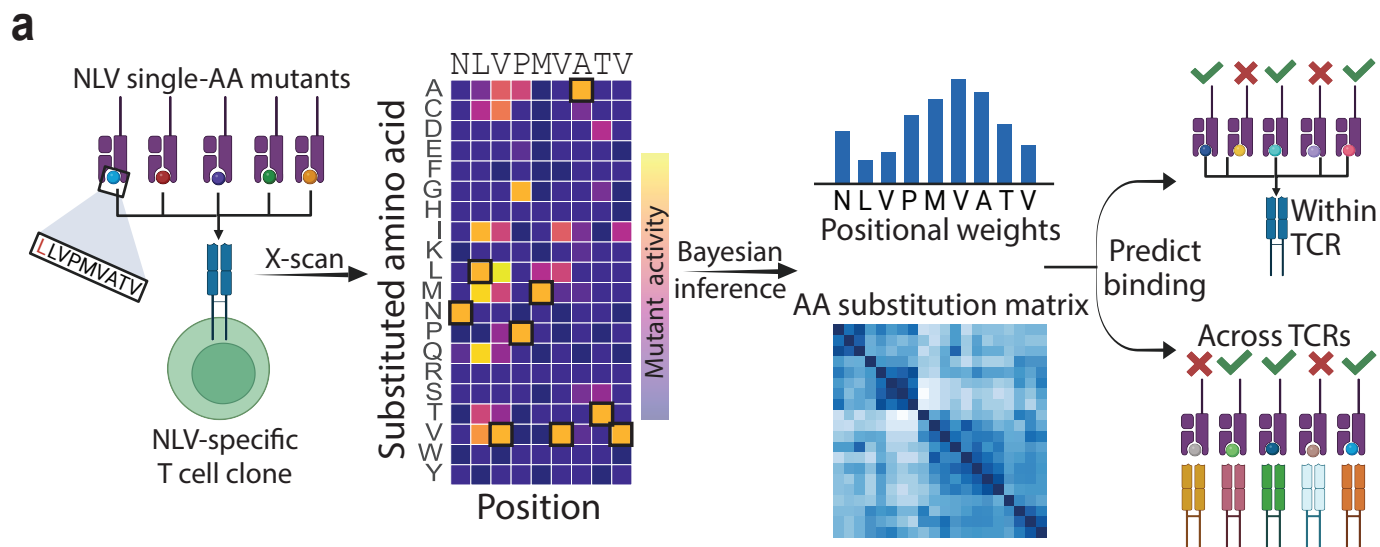 a
NLV single-AA mutants
LLVPMVATV
NLV-specific
T cell clone
X-scan
NLVPMVATV
Substituted amino acid
A
C
D
E
F
G
H
I
K
L
M
N
P
Q
R
S
T
V
W
Y
Position
Mutant activity
Bayesian
inference
N L V P M V A T V
Positional weights
AA substitution matrix
Predict
binding
Within
TCR
Across TCRs